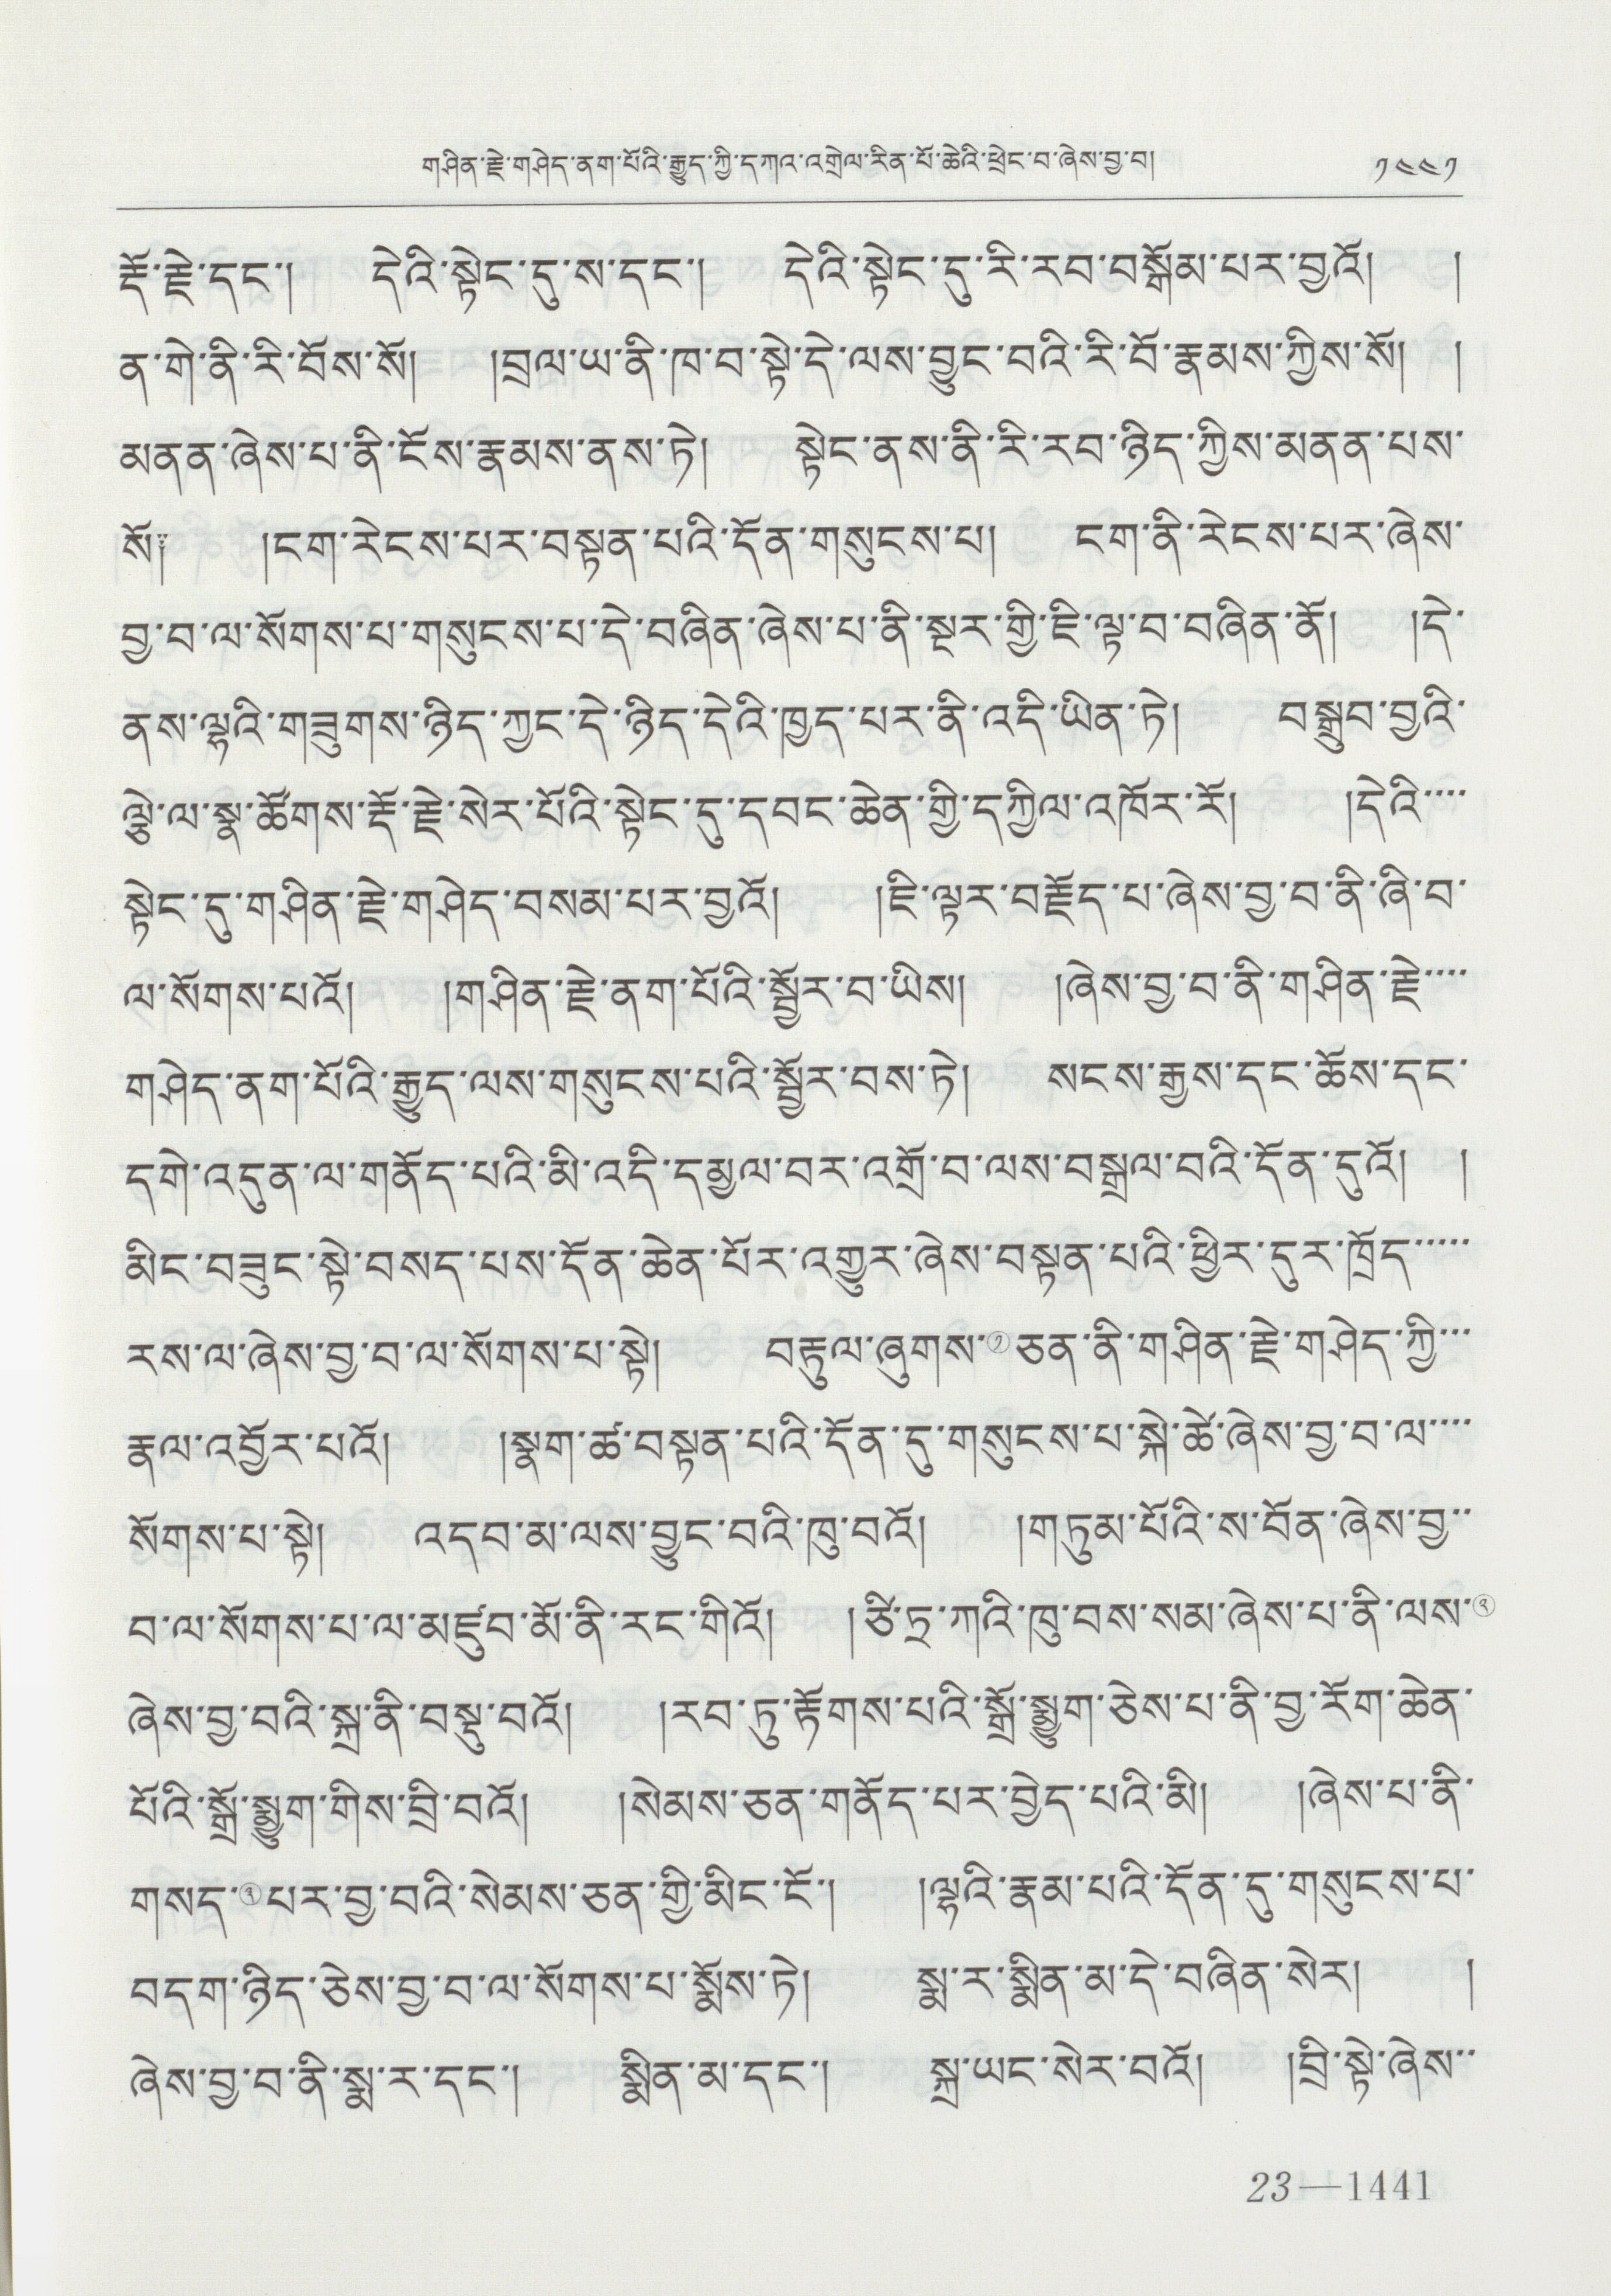 གཤིན་རྗེ་གཤེད་ནག་པོའི་རྒྱུད་ཀྱི་དཀའ་འགྲེལ་རིན་པོ་ཆེའི་ཕྲེང་བ་ཞེས་བྱ་བ། ༡༤༤༡
རྡོ་རྗེ་དང་། དེའི་སྟེང་དུ་ས་དང་། དེའི་སྟེང་དུ་རི་རབ་བསྒོམ་པར་བྱའོ། །
ན་གེ་ནི་རི་བོས་སོ། །བྲལ་ཡ་ནི་ཁ་བ་སྟེ་དེ་ལས་བྱུང་བའི་རི་བོ་རྣམས་ཀྱིས་སོ། །
མནན་ཞེས་པ་ནི་ངོས་རྣམས་ནས་ཏེ། སྟེང་ནས་ནི་རི་རབ་ཉིད་ཀྱིས་མནན་པས་
སོ༑ །ངག་རེངས་པར་བསྟན་པའི་དོན་གསུངས་པ། ངག་ནི་རེངས་པར་ཞེས་
བྱ་བ་ལ་སོགས་པ་གསུངས་པ་དེ་བཞིན་ཞེས་པ་ནི་སྔར་གྱི་ཇི་ལྟ་བ་བཞིན་ནོ། །དེ་
ནས་ལྷའི་གཟུགས་ཉིད་ཀྱང་དེ་ཉིད་དེའི་ཁྱད་པར་ནི་འདི་ཡིན་ཏེ། བསྒྲུབ་བྱའི་
ལྕེ་ལ་སྣ་ཚོགས་རྡོ་རྗེ་སེར་པོའི་སྟེང་དུ་དབང་ཆེན་གྱི་དཀྱིལ་འཁོར་རོ། །དེའི་་་་
སྟེང་དུ་གཤིན་རྗེ་གཤེད་བསམ་པར་བྱའོ། །ཇི་ལྟར་བརྗོད་པ་ཞེས་བྱ་བ་ནི་ཞི་བ་
ལ་སོགས་པའོ། །གཤིན་རྗེ་ནག་པོའི་སྦྱོར་བ་ཡིས། །ཞེས་བྱ་བ་ནི་གཤིན་རྗེ་་་་
གཤེད་ནག་པོའི་རྒྱུད་ལས་གསུངས་པའི་སྦྱོར་བས་ཏེ། སངས་རྒྱས་དང་ཆོས་དང་
དགེ་འདུན་ལ་གནོད་པའི་མི་འདི་དམྱལ་བར་འགྲོ་བ་ལས་བསྒྲལ་བའི་དོན་དུའོ། །
མིང་བཟུང་སྟེ་བསད་པས་དོན་ཆེན་པོར་འགྱུར་ཞེས་བསྟན་པའི་ཕྱིར་དུར་ཁྲོད་་་་་
རས་ལ་ཞེས་བྱ་བ་ལ་སོགས་པ་སྟེ། བརྟུལ་ཞུགས་①ཅན་ནི་གཤིན་རྗེ་གཤེད་ཀྱི་་་
རྣལ་འབྱོར་པའོ། །སྣག་ཚ་བསྟན་པའི་དོན་དུ་གསུངས་པ་སྐེ་ཚེ་ཞེས་བྱ་བ་ལ་་་་
སོགས་པ་སྟེ། འདབ་མ་ལས་བྱུང་བའི་ཁུ་བའོ། །གཏུམ་པོའི་ས་བོན་ཞེས་བྱ་་
བ་ལ་སོགས་པ་ལ་མཛུབ་མོ་ནི་རང་གིའོ། །ཙི་ཏྲ་ཀའི་ཁུ་བས་སམ་ཞེས་པ་ནི་ལས་②
ཞེས་བྱ་བའི་སྒྲ་ནི་བསྡུ་བའོ། །རབ་ཏུ་རྟོགས་པའི་སྒྲོ་སྨྱུག་ཅེས་པ་ནི་བྱ་རོག་ཆེན་
པོའི་སྒྲོ་སྨྱུག་གིས་བྲི་བའོ། །སེམས་ཅན་གནོད་པར་བྱེད་པའི་མི། །ཞེས་པ་ནི་
གསད་③པར་བྱ་བའི་སེམས་ཅན་གྱི་མིང་ངོ་། །ལྷའི་རྣམ་པའི་དོན་དུ་གསུངས་པ་
བདག་ཉིད་ཅེས་བྱ་བ་ལ་སོགས་པ་སྨོས་ཏེ། སྨ་ར་སྨིན་མ་དེ་བཞིན་སེར། །
ཞེས་བྱ་བ་ནི་སྨ་ར་དང་། སྨིན་མ་དང་། སྐྲ་ཡང་སེར་བའོ། །བྲི་སྟེ་ཞེས་་
23—1441